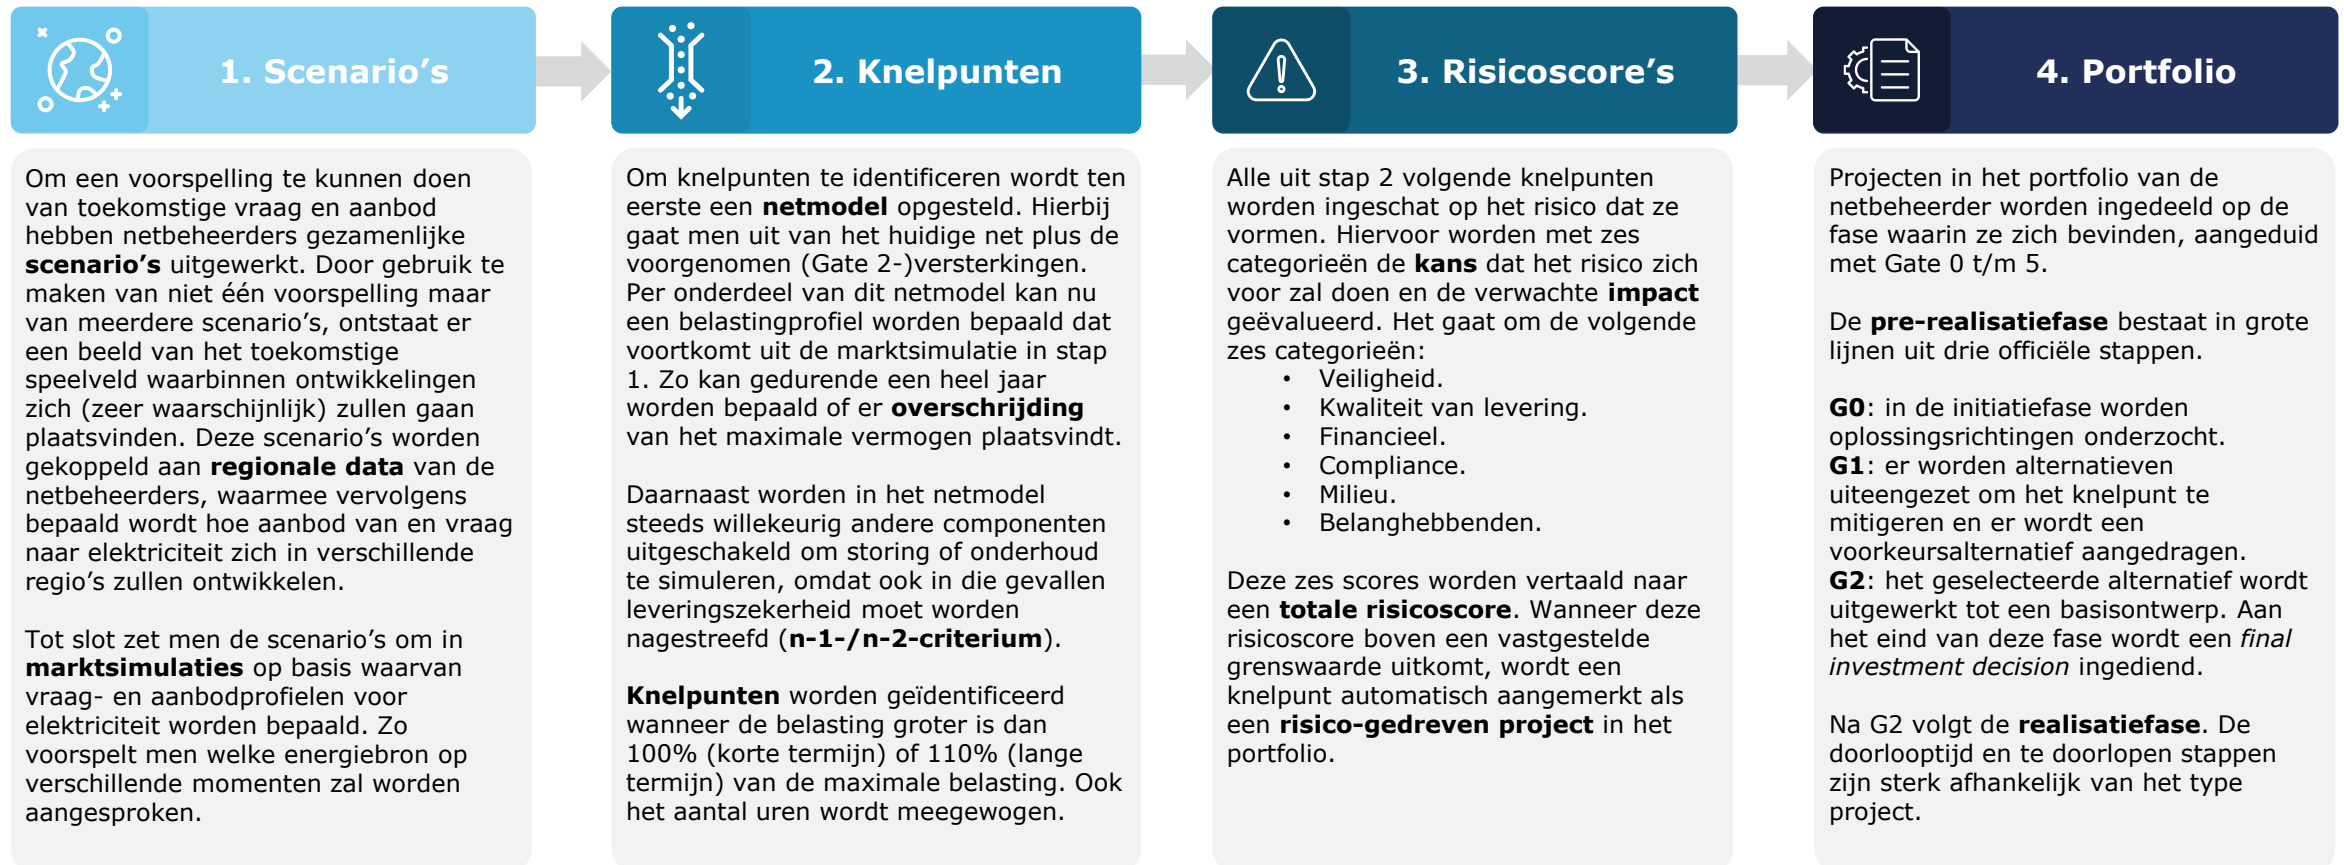 1. Scenario’s
Om een voorspelling te kunnen doen
van toekomstige vraag en aanbod
hebben netbeheerders gezamenlijke
scenario’s uitgewerkt. Door gebruik te
maken van niet één voorspelling maar
van meerdere scenario’s, ontstaat er
een beeld van het toekomstige
speelveld waarbinnen ontwikkelingen
zich (zeer waarschijnlijk) zullen gaan
plaatsvinden. Deze scenario’s worden
gekoppeld aan regionale data van de
netbeheerders, waarmee vervolgens
bepaald wordt hoe aanbod van en vraag
naar elektriciteit zich in verschillende
regio’s zullen ontwikkelen.
Tot slot zet men de scenario’s om in
marktsimulaties op basis waarvan
vraag- en aanbodprofielen voor
elektriciteit worden bepaald. Zo
voorspelt men welke energiebron op
verschillende momenten zal worden
aangesproken.
2. Knelpunten
Om knelpunten te identificeren wordt ten
eerste een netmodel opgesteld. Hierbij
gaat men uit van het huidige net plus de
voorgenomen (Gate 2-)versterkingen.
Per onderdeel van dit netmodel kan nu
een belastingprofiel worden bepaald dat
voortkomt uit de marktsimulatie in stap
1. Zo kan gedurende een heel jaar
worden bepaald of er overschrijding
van het maximale vermogen plaatsvindt.
Daarnaast worden in het netmodel
steeds willekeurig andere componenten
uitgeschakeld om storing of onderhoud
te simuleren, omdat ook in die gevallen
leveringszekerheid moet worden
nagestreefd (n-1-/n-2-criterium).
Knelpunten worden geïdentificeerd
wanneer de belasting groter is dan
100% (korte termijn) of 110% (lange
termijn) van de maximale belasting. Ook
het aantal uren wordt meegewogen.
3. Risicoscore’s
Alle uit stap 2 volgende knelpunten
worden ingeschat op het risico dat ze
vormen. Hiervoor worden met zes
categorieën de kans dat het risico zich
voor zal doen en de verwachte impact
geëvalueerd. Het gaat om de volgende
zes categorieën:
• Veiligheid.
• Kwaliteit van levering.
• Financieel.
• Compliance.
• Milieu.
• Belanghebbenden.
Deze zes scores worden vertaald naar
een totale risicoscore. Wanneer deze
risicoscore boven een vastgestelde
grenswaarde uitkomt, wordt een
knelpunt automatisch aangemerkt als
een risico-gedreven project in het
portfolio.
4. Portfolio
Projecten in het portfolio van de
netbeheerder worden ingedeeld op de
fase waarin ze zich bevinden, aangeduid
met Gate 0 t/m 5.
De pre-realisatiefase bestaat in grote
lijnen uit drie officiële stappen.
G0: in de initiatiefase worden
oplossingsrichtingen onderzocht.
G1: er worden alternatieven
uiteengezet om het knelpunt te
mitigeren en er wordt een
voorkeursalternatief aangedragen.
G2: het geselecteerde alternatief wordt
uitgewerkt tot een basisontwerp. Aan
het eind van deze fase wordt een final
investment decision ingediend.
Na G2 volgt de realisatiefase. De
doorlooptijd en te doorlopen stappen
zijn sterk afhankelijk van het type
project.